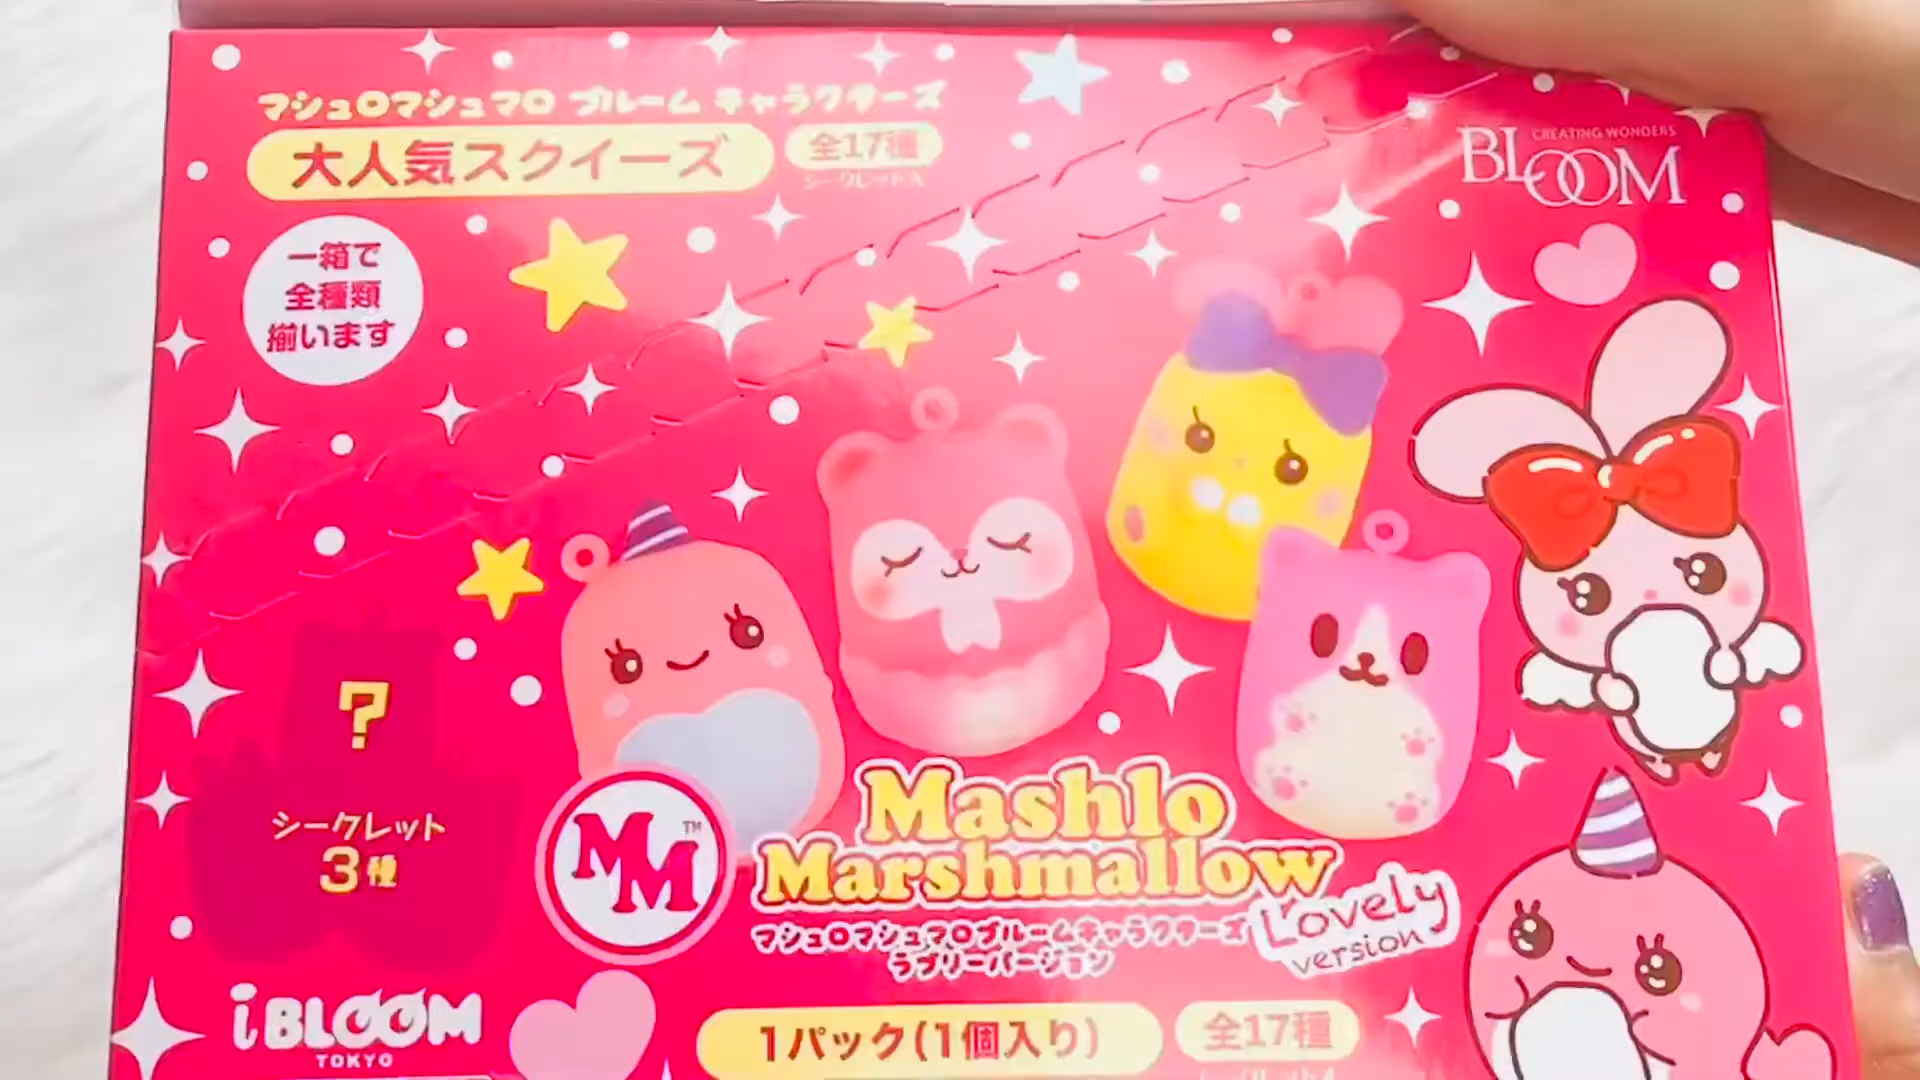 マシュロマシュマロ ブルーム キャラクターズ
大人気スクイーズ
全17種
CREATING WONDERS
BLOOM
一箱で
全種類
揃います
?
シークレット
3種
MM™
Mashlo
Marshmallow
Lovely
version
マシュロマシュマロブルームキャラクターズ
ラブリーバージョン
iBLOOM
TOKYO
1パック(1個入り)
全17種